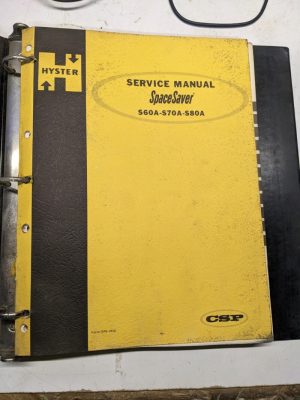 HYSTER
SERVICE MANUAL
SpaceSaver
S60A-S70A-S80A
CSP